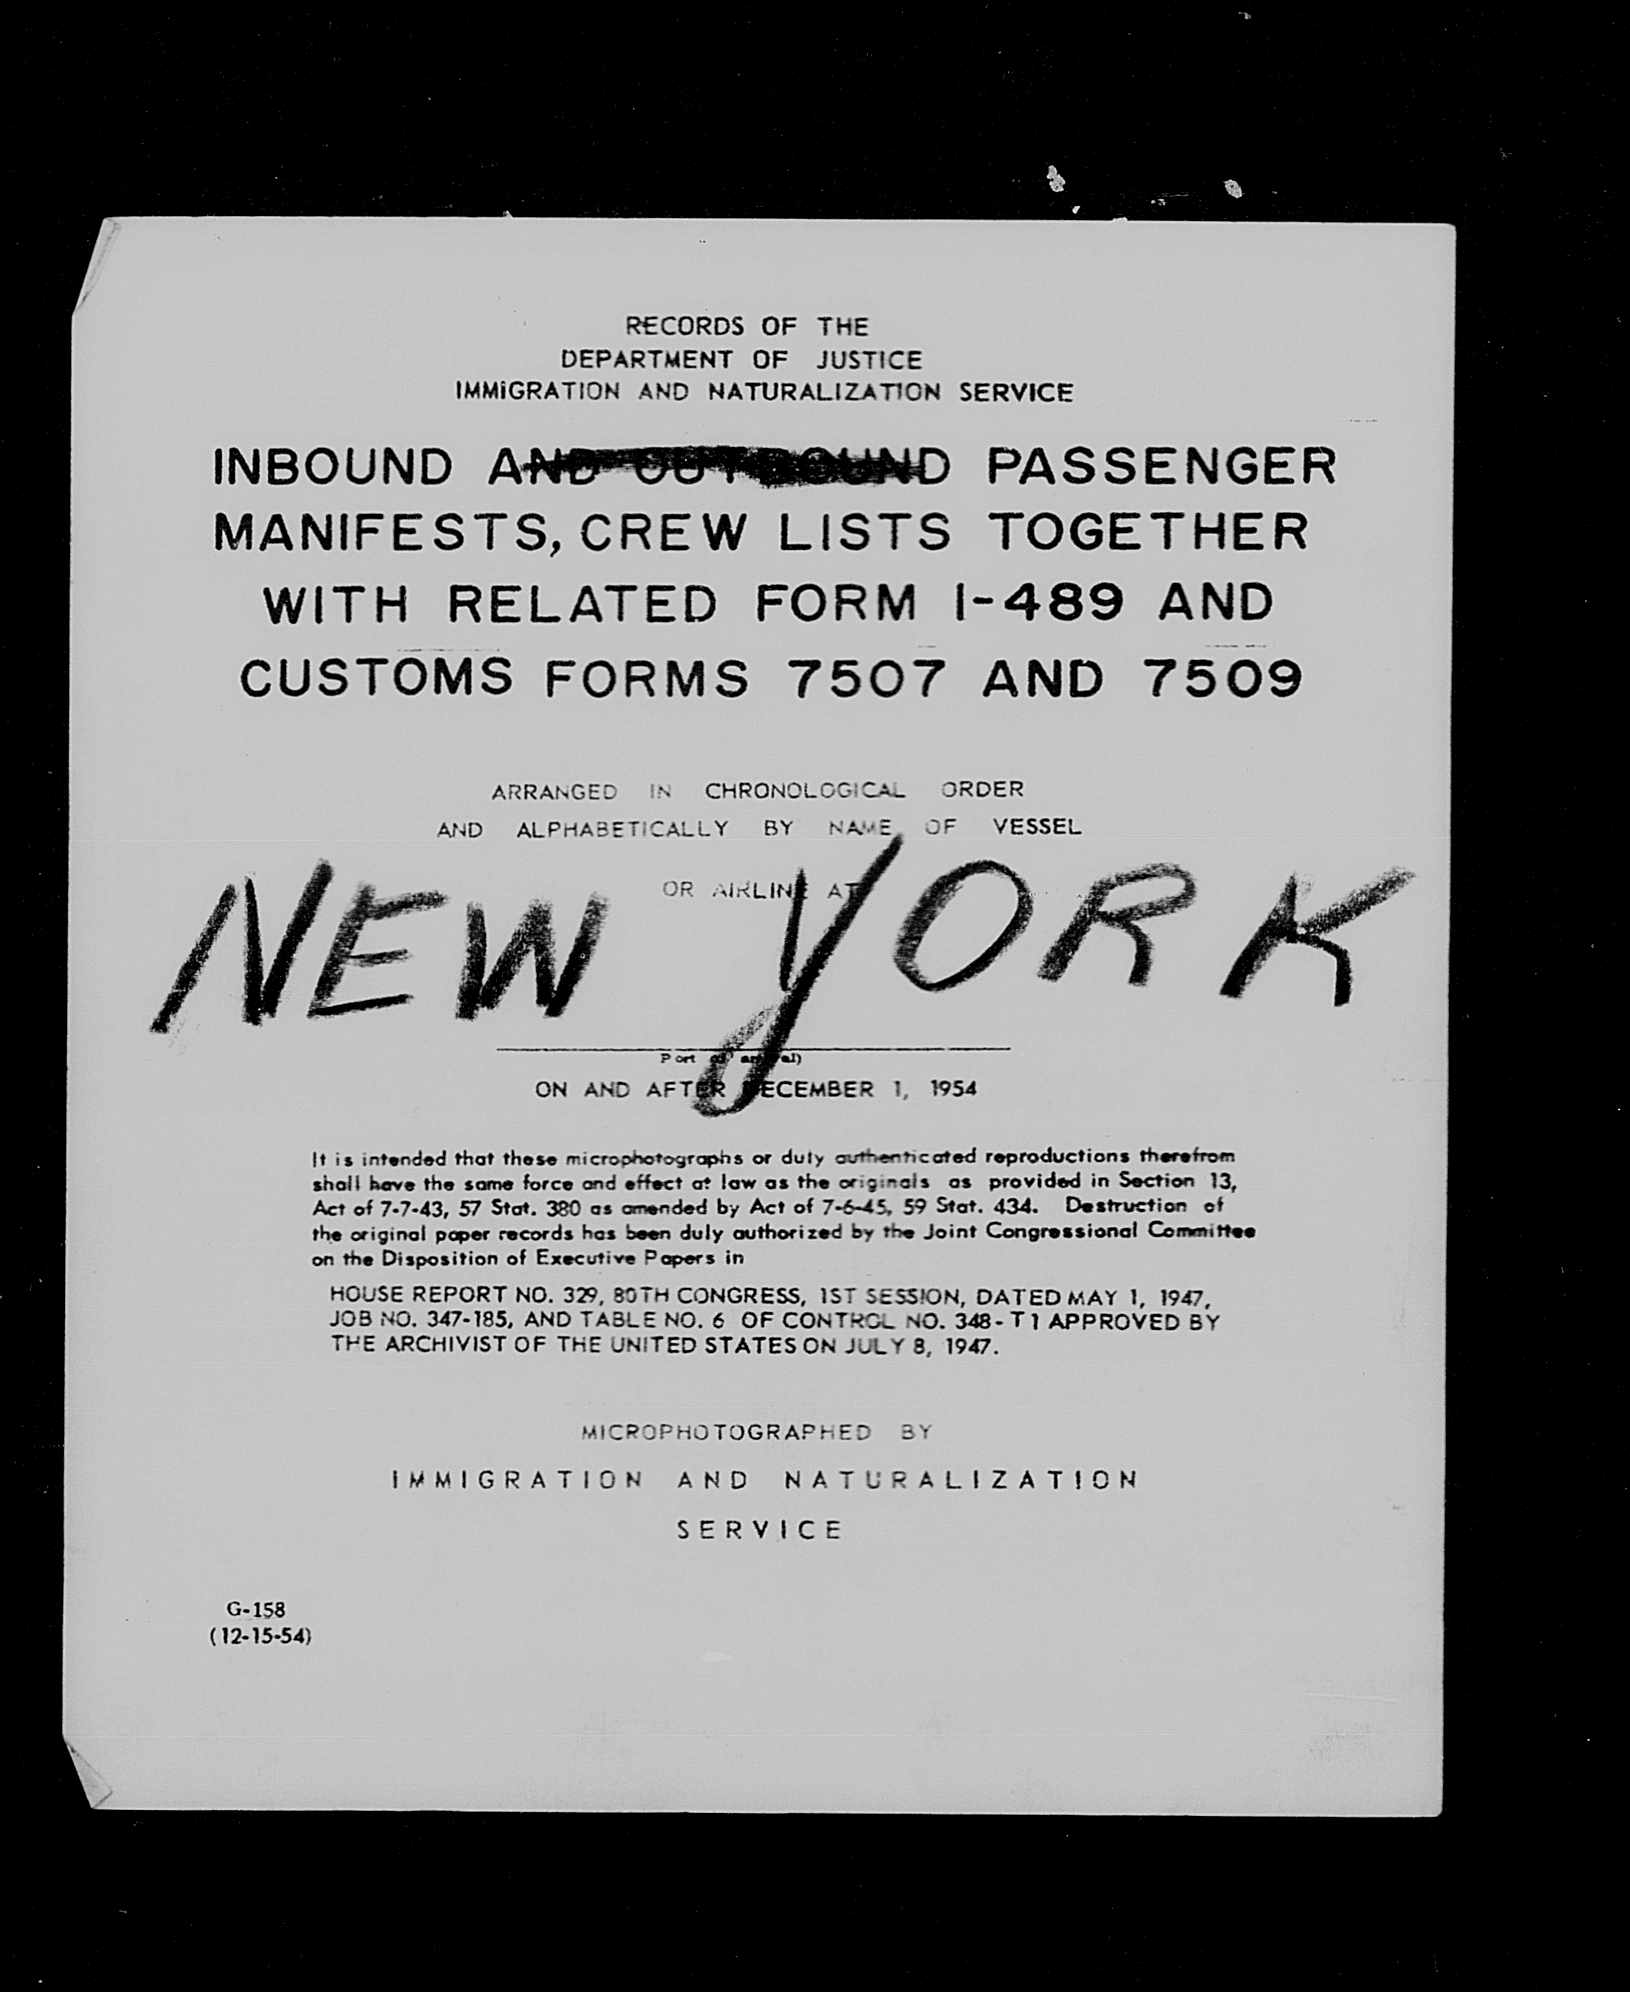 RECORDS OF THE
DEPARTMENT OF JUSTICE
IMMIGRATION AND NATURALIZATION SERVICE
INBOUND AND OUTBOUND PASSENGER
MANIFESTS, CREW LISTS TOGETHER
WITH RELATED FORM I-489 AND
CUSTOMS FORMS 7507 AND 7509
ARRANGED IN CHRONOLOGICAL ORDER
AND ALPHABETICALLY BY NAME OF VESSEL
OR AIRLINE AT
NEW YORK
Port of arrival)
ON AND AFTER DECEMBER 1, 1954
It is intended that these microphotographs or duly authenticated reproductions therefrom
shall have the same force and effect at law as the originals as provided in Section 13,
Act of 7-7-43, 57 Stat. 380 as amended by Act of 7-6-45, 59 Stat. 434. Destruction of
the original paper records has been duly authorized by the Joint Congressional Committee
on the Disposition of Executive Papers in
HOUSE REPORT NO. 329, 80TH CONGRESS, 1ST SESSION, DATED MAY 1, 1947,
JOB NO. 347-185, AND TABLE NO. 6 OF CONTROL NO. 348-T1 APPROVED BY
THE ARCHIVIST OF THE UNITED STATES ON JULY 8, 1947.
MICROPHOTOGRAPHED BY
IMMIGRATION AND NATURALIZATION
SERVICE
G-158
(12-15-54)